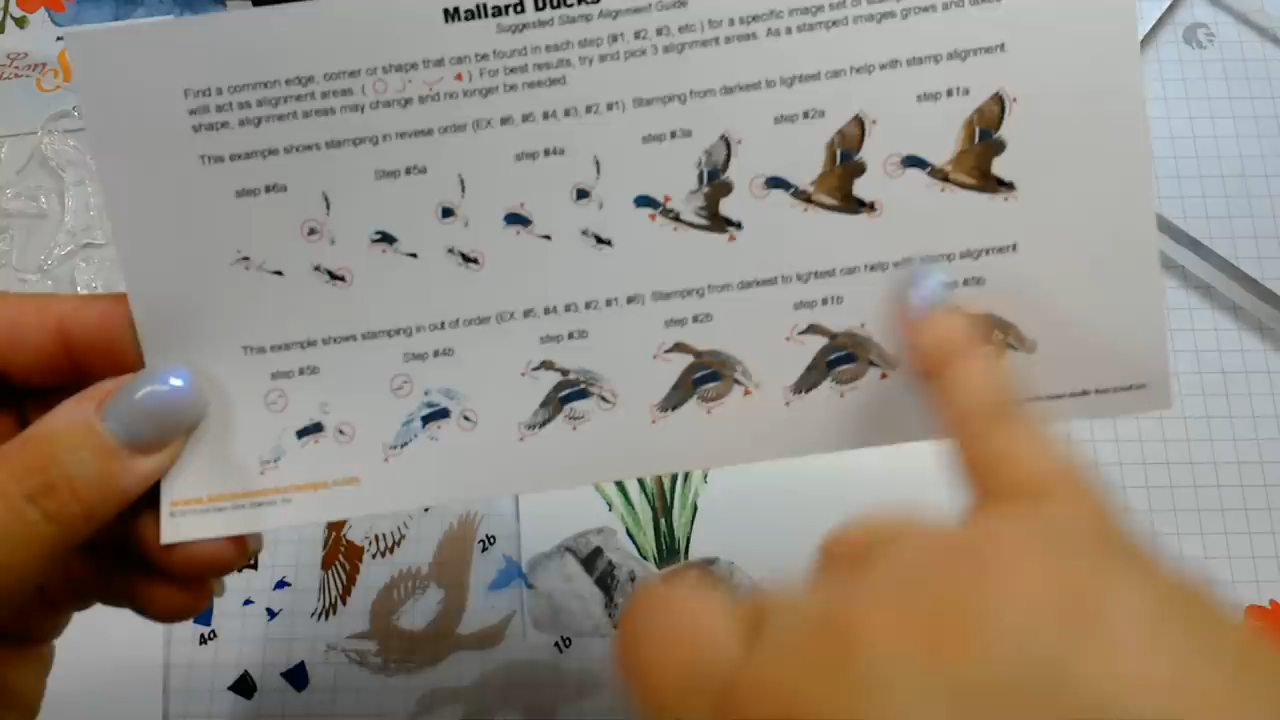 Mallard Ducks
Suggested Stamp Alignment Guide
Find a common edge, corner or shape that can be found in each step (#1, #2, #3, etc.) for a specific image set of
will act as alignment areas. ( ). For best results, try and pick 3 alignment areas. As a stamped images grows and
shape, alignment areas may change and no longer be needed.
This example shows stamping in revese order (EX. #6, #5, #4, #3, #2, #1). Stamping from darkest to lightest can help with stamp alignment.
step #6a
Step #5a
step #4a
step #3a
step #2a
step #1a
This example shows stamping in out of order (EX. #5, #4, #3, #2, #1, #6). Stamping from darkest to lightest can help with stamp alignment
step #5b
Step #4b
step #3b
step #2b
step #1b
#5b
2b
4a
1b